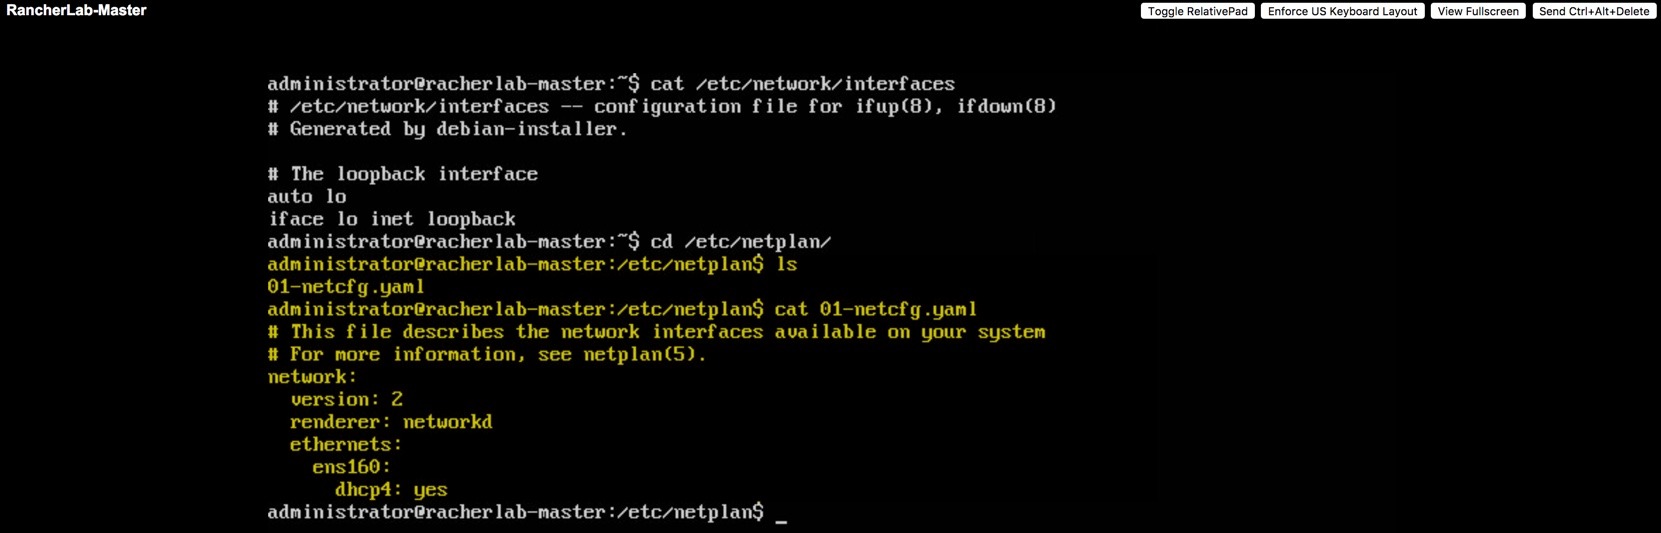 RancherLab-Master
Toggle RelativePad Enforce US Keyboard Layout View Fullscreen Send Ctrl+Alt+Delete
administrator@racherlab-master:~$ cat /etc/network/interfaces
# /etc/network/interfaces -- configuration file for ifup(8), ifdown(8)
# Generated by debian-installer.

# The loopback interface
auto lo
iface lo inet loopback
administrator@racherlab-master:~$ cd /etc/netplan/
administrator@racherlab-master:/etc/netplan$ ls
01-netcfg.yaml
administrator@racherlab-master:/etc/netplan$ cat 01-netcfg.yaml
# This file describes the network interfaces available on your system
# For more information, see netplan(5).
network:
  version: 2
  renderer: networkd
  ethernets:
    ens160:
      dhcp4: yes
administrator@racherlab-master:/etc/netplan$ _